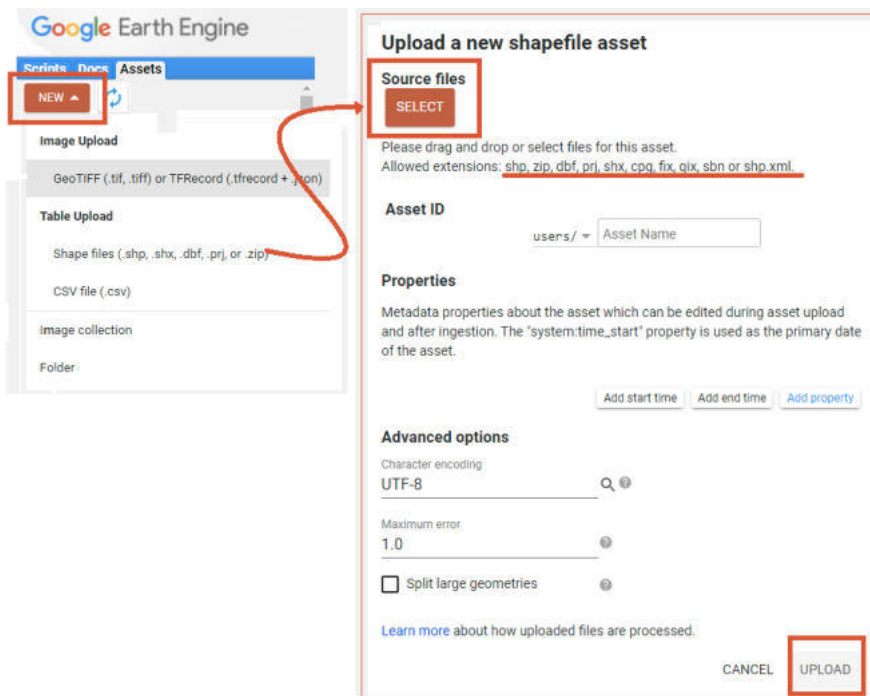 Google Earth Engine
Scripts Docs Assets
NEW
Image Upload
GeoTIFF (.tif, .tiff) or TFRecord (.tfrecord + .json)
Table Upload
Shape files (.shp, .shx, .dbf, .prj, or .zip)
CSV file (.csv)
Image collection
Folder
Upload a new shapefile asset
Source files
SELECT
Please drag and drop or select files for this asset.
Allowed extensions: shp, zip, dbf, prj, shx, cpg, fix, qix, sbn or shp.xml.
Asset ID
users/ Asset Name
Properties
Metadata properties about the asset which can be edited during asset upload
and after ingestion. The "system:time_start" property is used as the primary date
of the asset.
Add start time Add end time Add property
Advanced options
Character encoding
UTF-8
Maximum error
1.0
Split large geometries
Learn more about how uploaded files are processed.
CANCEL UPLOAD